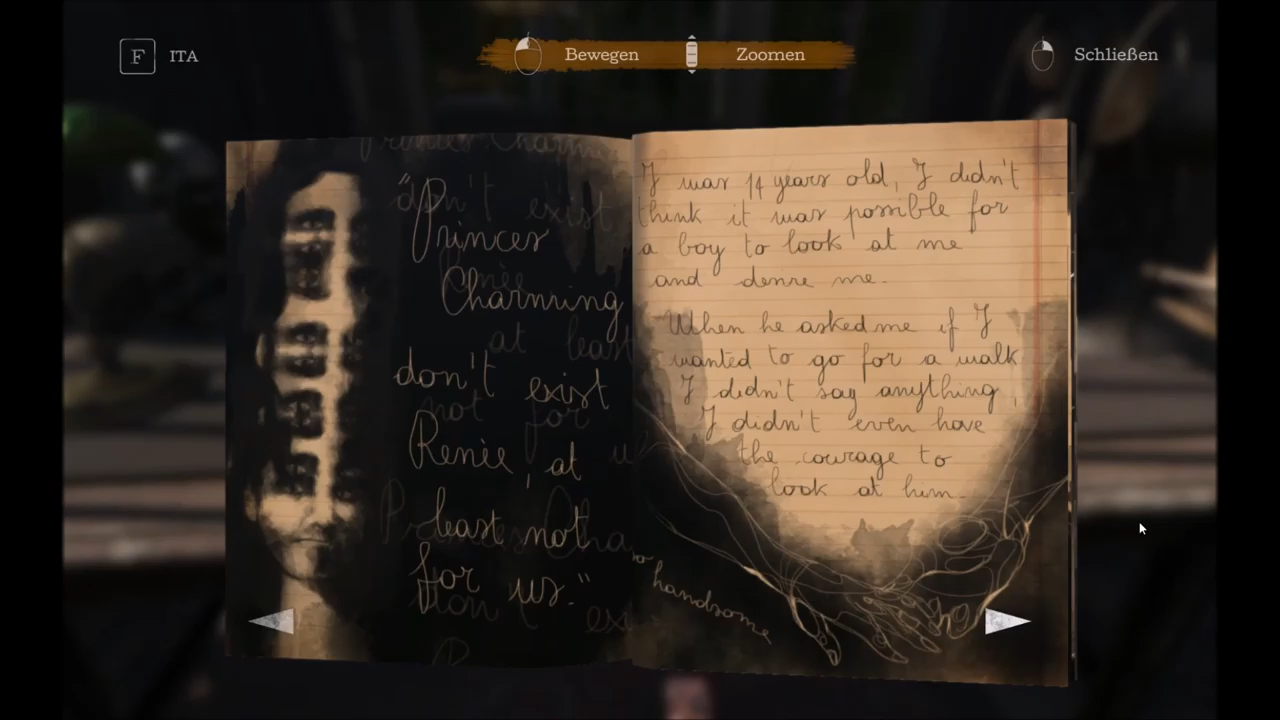 F ITA
Bewegen
Zoomen
Schließen
"Princes
Charming
don't exist
Renèe, at
least not
for us."
I was 14 years old, I didn't
think it was possible for
a boy to look at me
and desire me.
When he asked me if I
wanted to go for a walk
I didn't say anything,
I didn't even have
the courage to
look at him.
handsome